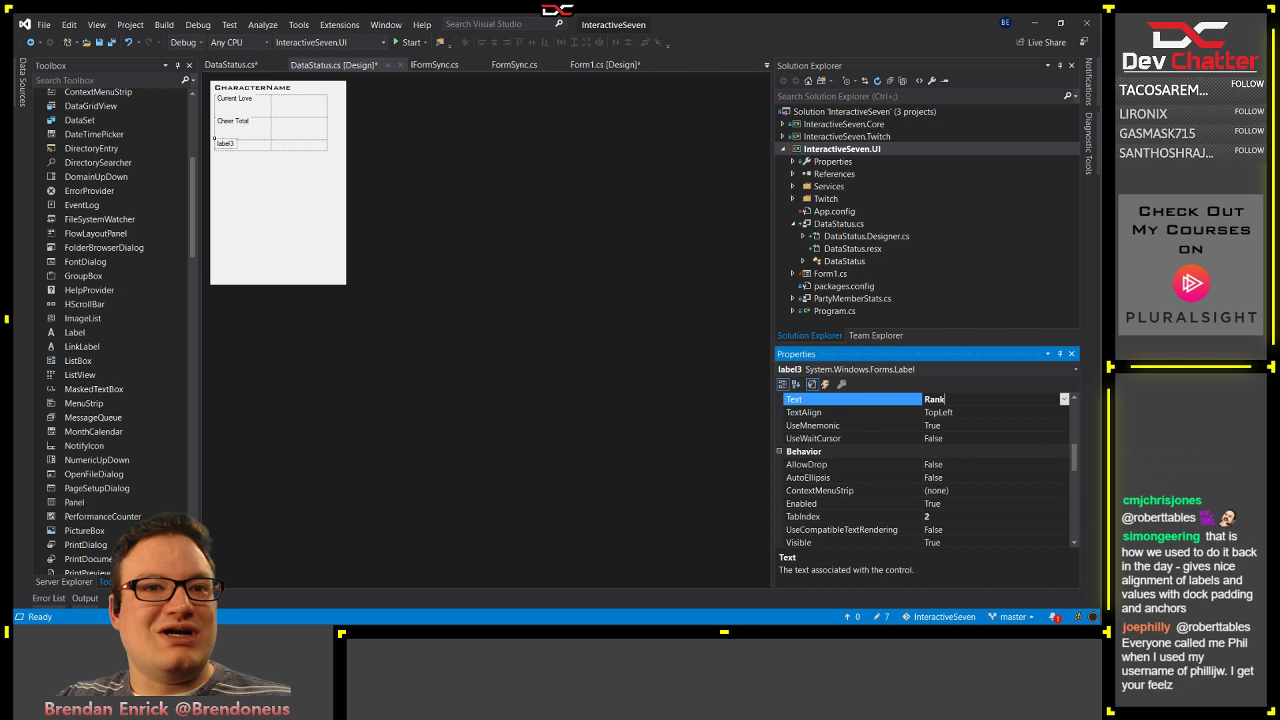 File Edit View Project Build Debug Test Analyze Tools Extensions Window Help Search Visual Studio InteractiveSeven BE
Debug Any CPU InteractiveSeven.UI Start Live Share
Data Sources
Toolbox
Search Toolbox
ContextMenuStrip
DataGridView
DataSet
DateTimePicker
DirectoryEntry
DirectorySearcher
DomainUpDown
ErrorProvider
EventLog
FileSystemWatcher
FlowLayoutPanel
FolderBrowserDialog
FontDialog
GroupBox
HelpProvider
HScrollBar
ImageList
Label
LinkLabel
ListBox
ListView
MaskedTextBox
MenuStrip
MessageQueue
MonthCalendar
NotifyIcon
NumericUpDown
OpenFileDialog
PageSetupDialog
Panel
PerformanceCounter
PictureBox
PrintDialog
PrintDocume
Server Explorer
Error List Output
Ready
DataStatus.cs* DataStatus.cs [Design]* IFormSync.cs FormSync.cs Form1.cs [Design]*
CharacterName
Current Love
Cheer Total
label3
Solution Explorer
Search Solution Explorer (Ctrl+;)
Solution 'InteractiveSeven' (3 projects)
InteractiveSeven.Core
InteractiveSeven.Twitch
InteractiveSeven.UI
Properties
References
Services
Twitch
App.config
DataStatus.cs
DataStatus.Designer.cs
DataStatus.resx
DataStatus
Form1.cs
packages.config
PartyMemberStats.cs
Program.cs
Solution Explorer Team Explorer
Properties
label3 System.Windows.Forms.Label
Text Rank
TextAlign TopLeft
UseMnemonic True
UseWaitCursor False
Behavior
AllowDrop False
AutoEllipsis False
ContextMenuStrip (none)
Enabled True
TabIndex 2
UseCompatibleTextRendering False
Visible True
Text
The text associated with the control.
0 7 InteractiveSeven master 1
Notifications
Diagnostic Tools
Dev Chatter
TACOSAREM... FOLLOW
LIRONIX FOLLOW
GASMASK715 FOLLOW
SANTHOSHRAJ... FOLLOW
Check Out
My Courses
on
PLURALSIGHT
cmjchrisjones
@roberttables
simongeering that is
how we used to do it back
in the day - gives nice
alignment of labels and
values with dock padding
and anchors
joephilly @roberttables
Everyone called me Phil
when I used my
username of phillijw. I get
your feelz
Brendan Enrick @Brendoneus